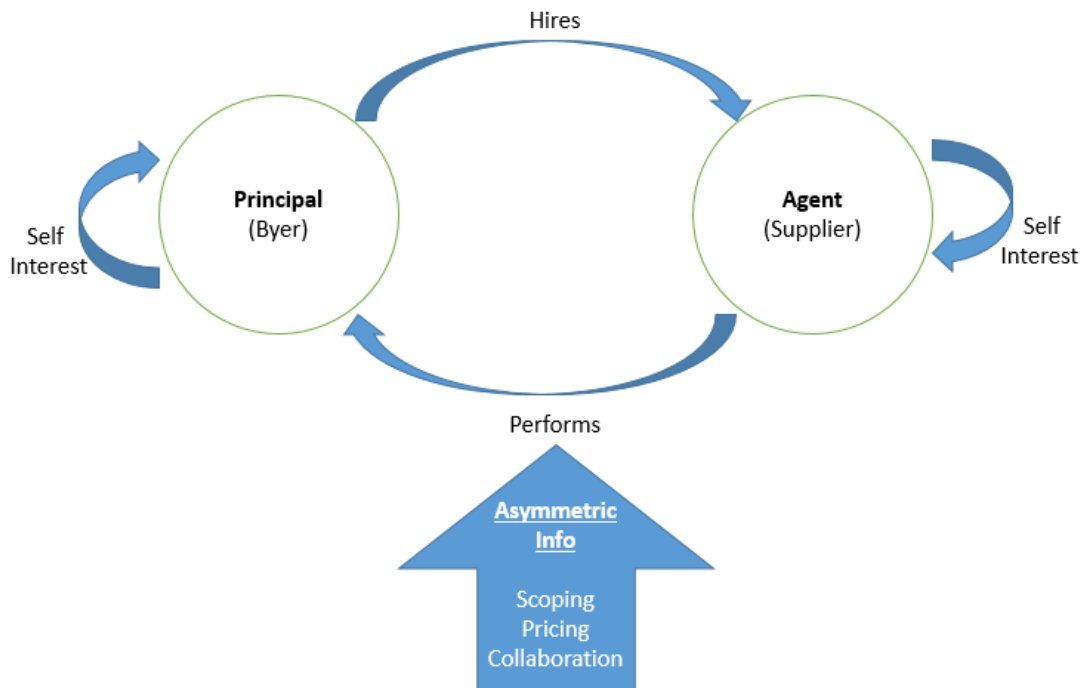 Hires
Principal
(Byer)
Agent
(Supplier)
Self
Interest
Self
Interest
Performs
Asymmetric
Info
Scoping
Pricing
Collaboration